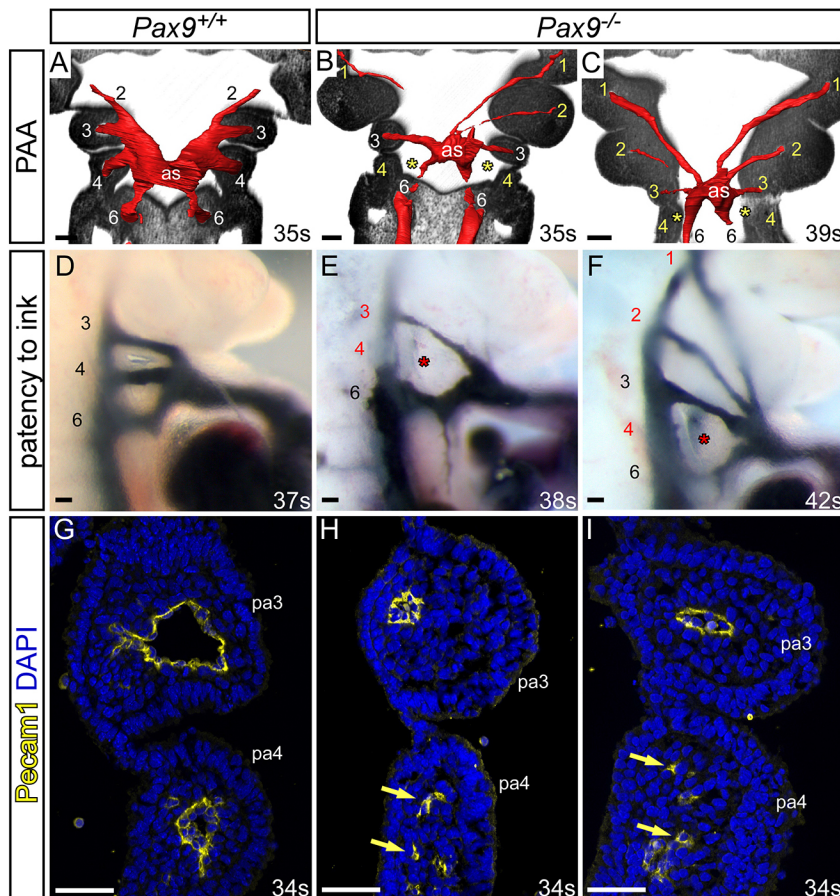 Pax9+/+
Pax9-/-
PAA
A
2
2
3
3
4
4
as
6
6
35s
B
1
1
2
3
3
as
*
*
4
4
6
6
35s
C
1
1
2
2
3
as
3
*
*
4
4
6
6
39s
patency to ink
D
3
4
6
37s
E
3
4
*
6
38s
F
1
2
3
4
*
6
42s
Pecam1 DAPI
G
pa3
pa4
34s
H
pa3
pa4
34s
I
pa3
pa4
34s